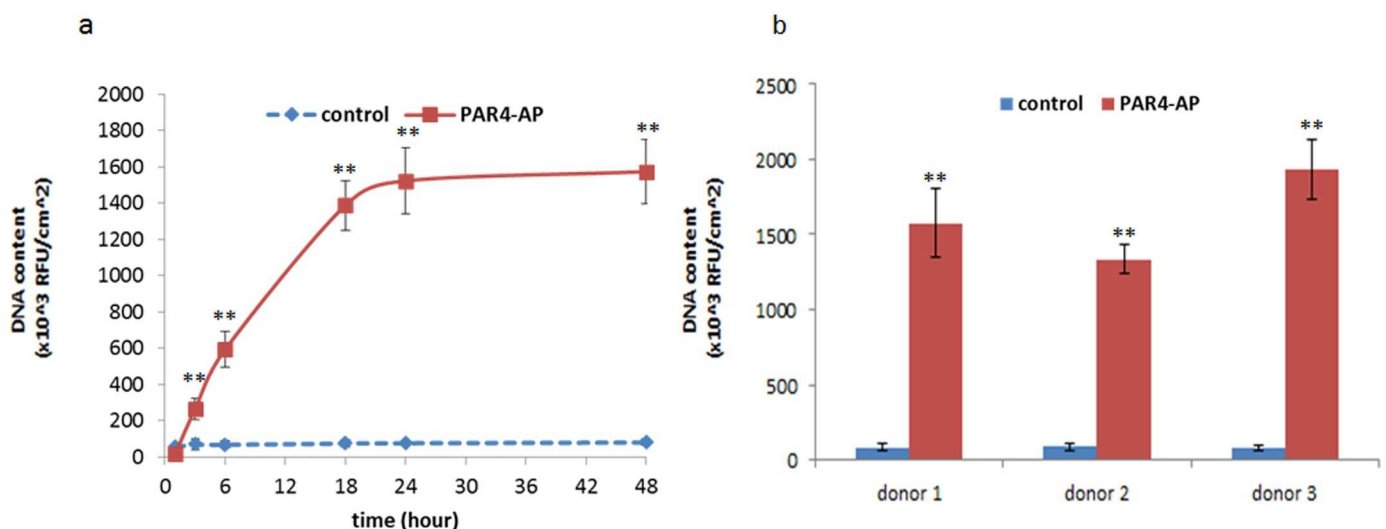 a
DNA content
(x10^3 RFU/cm^2)
2000
1800
1600
1400
1200
1000
800
600
400
200
0
control
PAR4-AP
**
**
**
**
**
0 6 12 18 24 30 36 42 48
time (hour)
b
DNA content
(x10^3 RFU/cm^2)
2500
2000
1500
1000
500
0
control
PAR4-AP
**
**
**
donor 1 donor 2 donor 3